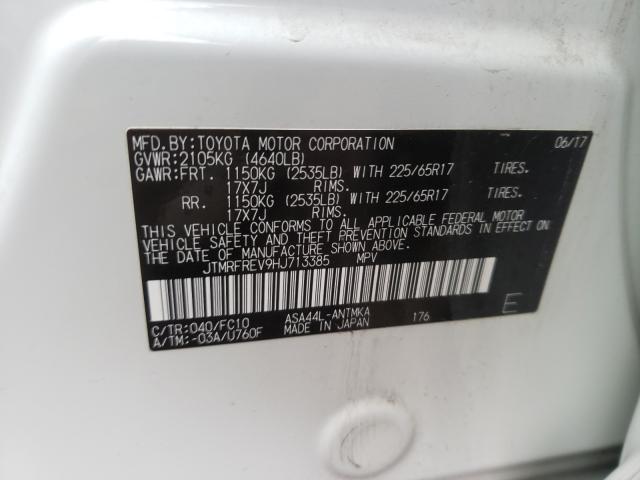 MFD.BY:TOYOTA MOTOR CORPORATION 06/17
GVWR:2105KG (4640LB)
GAWR:FRT. 1150KG (2535LB) WITH 225/65R17 TIRES.
17X7J RIMS.
RR. 1150KG (2535LB) WITH 225/65R17 TIRES.
17X7J RIMS.
THIS VEHICLE CONFORMS TO ALL APPLICABLE FEDERAL MOTOR
VEHICLE SAFETY AND THEFT PREVENTION STANDARDS IN EFFECT ON
THE DATE OF MANUFACTURE SHOWN ABOVE.
JTMRFREV9HJ713385 MPV
C/TR:040/FC10 ASA44L-ANTMKA 176 E
A/TM:-03A/U760F MADE IN JAPAN